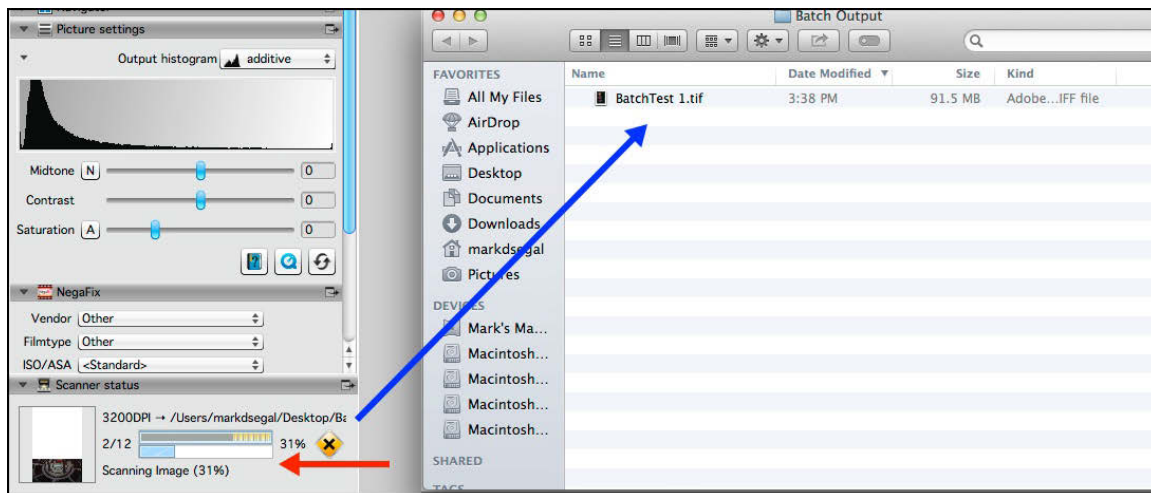 Picture settings
Output histogram additive
Midtone N 0
Contrast 0
Saturation A 0
NegaFix
Vendor Other
Filmtype Other
ISO/ASA <Standard>
Scanner status
3200DPI → /Users/markdsegal/Desktop/Ba
2/12 31%
Scanning Image (31%)
Batch Output
FAVORITES
All My Files
AirDrop
Applications
Desktop
Documents
Downloads
markdsegal
Pictures
DEVICES
Mark's Ma...
Macintosh...
Macintosh...
Macintosh...
Macintosh...
SHARED
TAGS
Name Date Modified Size Kind
BatchTest 1.tif 3:38 PM 91.5 MB Adobe...IFF file